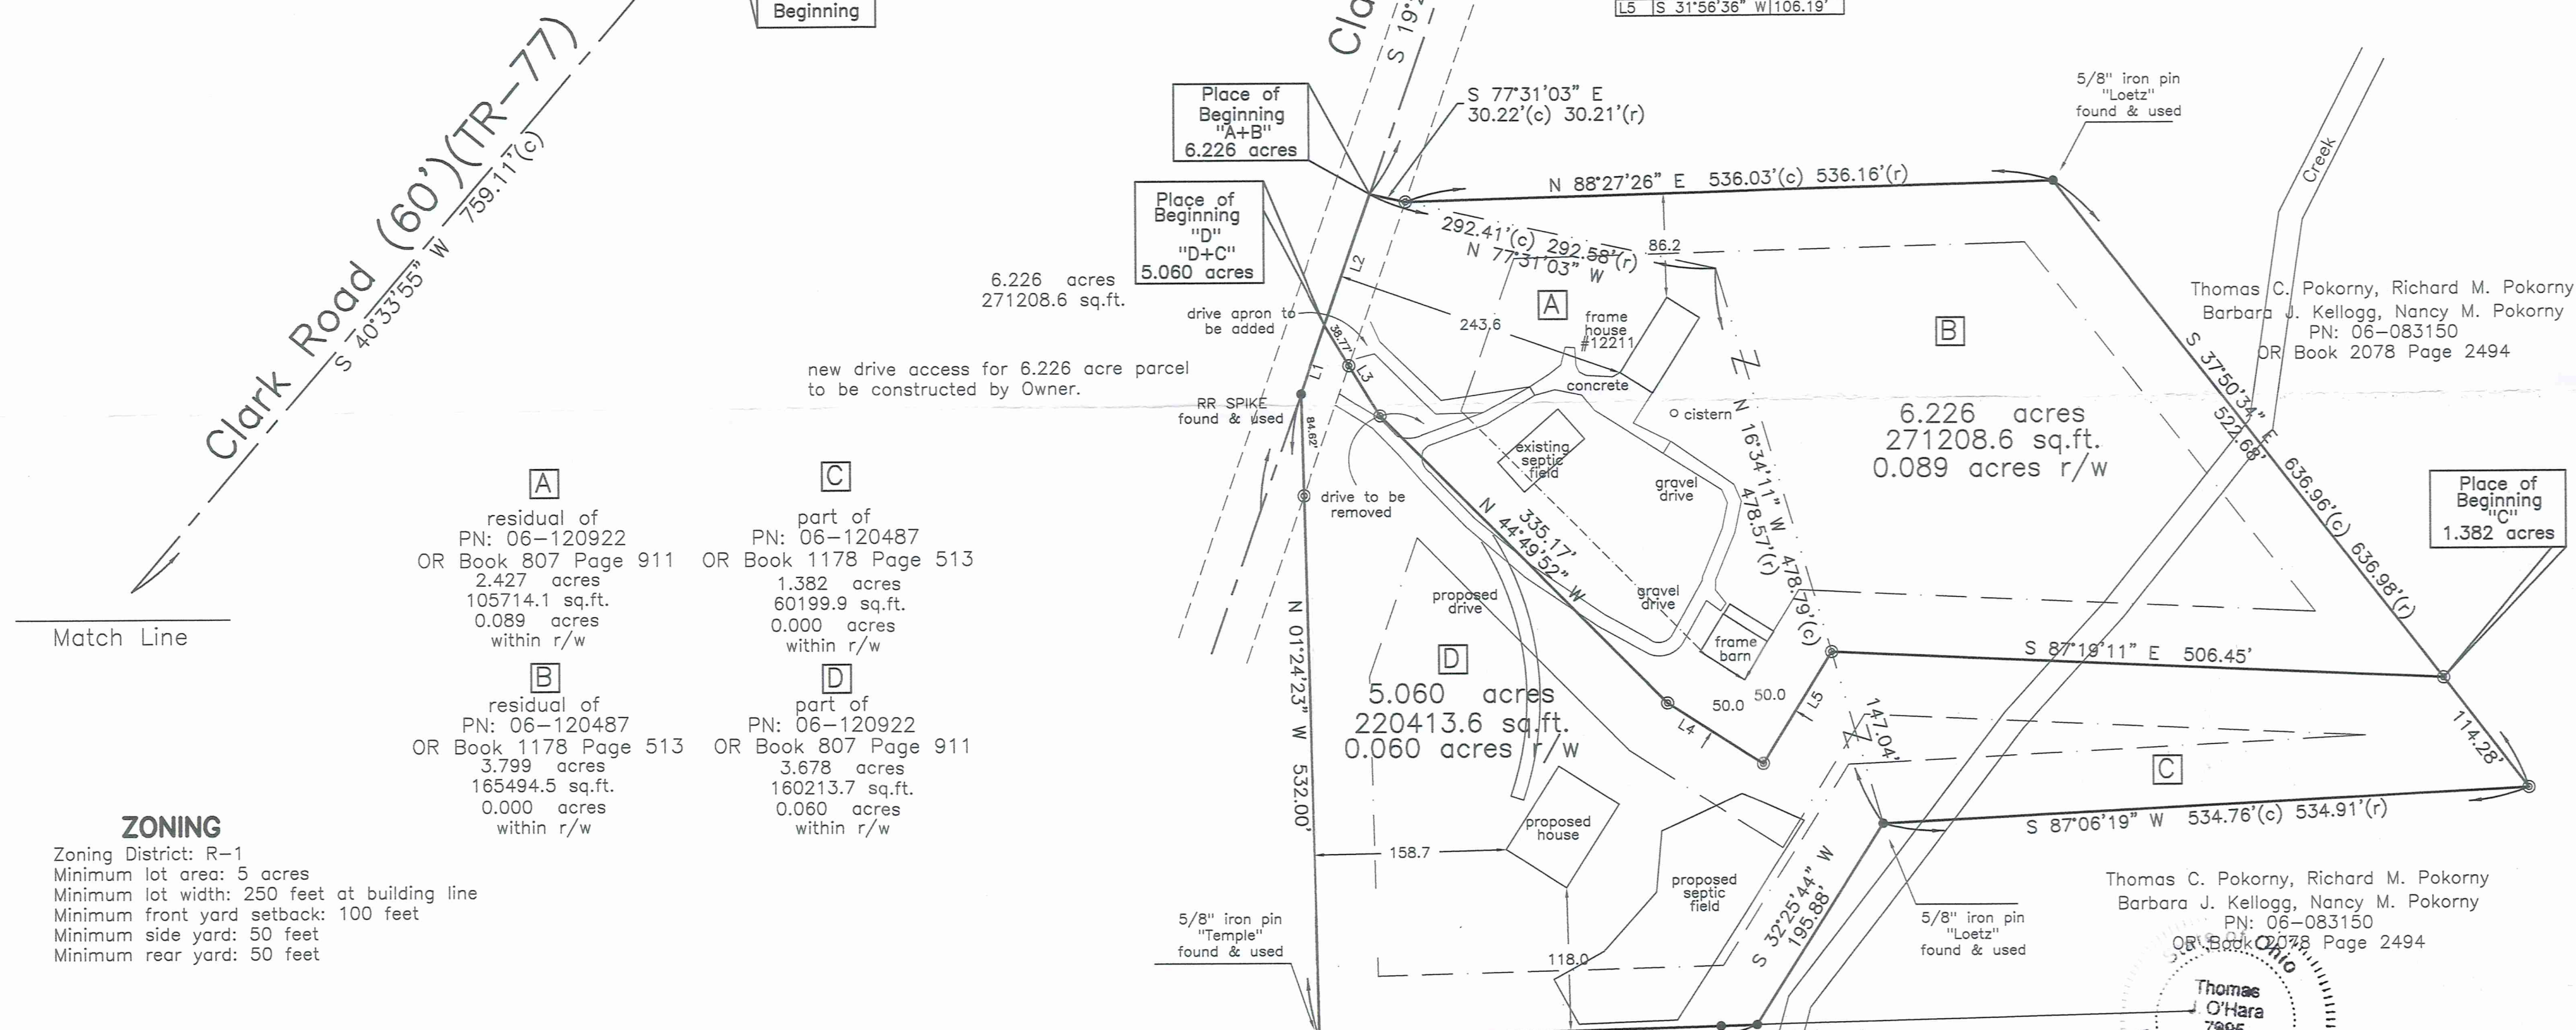 Beginning
L5 S 31°56'36" W 106.19'
Clark Road (60')(TR-77)
S 40°33'55" W 759.11'(c)
Match Line
Cla
S 19°
Place of
Beginning
"A+B"
6.226 acres
S 77°31'03" E
30.22'(c) 30.21'(r)
5/8" iron pin
"Loetz"
found & used
Creek
N 88°27'26" E 536.03'(c) 536.16'(r)
Place of
Beginning
"D"
"D+C"
5.060 acres
292.41'(c) 292.58'(r)
N 77°31'03" W
86.2
L2
6.226 acres
271208.6 sq.ft.
drive apron to
be added
243.6
A
frame
house
#12211
B
Thomas C. Pokorny, Richard M. Pokorny
Barbara J. Kellogg, Nancy M. Pokorny
PN: 06-083150
OR Book 2078 Page 2494
38.77'
L1
L3
new drive access for 6.226 acre parcel
to be constructed by Owner.
concrete
cistern
RR SPIKE
found & used
84.62'
6.226 acres
271208.6 sq.ft.
0.089 acres r/w
S 37°50'34" E
522.68'
636.96'(c) 636.98'(r)
existing
septic
field
gravel
drive
N 16°34'11" W 478.79'(c)
478.57'(r)
drive to be
removed
335.17'
N 44°49'52" W
Place of
Beginning
"C"
1.382 acres
A
residual of
PN: 06-120922
OR Book 807 Page 911
2.427 acres
105714.1 sq.ft.
0.089 acres
within r/w
C
part of
PN: 06-120487
OR Book 1178 Page 513
1.382 acres
60199.9 sq.ft.
0.000 acres
within r/w
B
residual of
PN: 06-120487
OR Book 1178 Page 513
3.799 acres
165494.5 sq.ft.
0.000 acres
within r/w
D
part of
PN: 06-120922
OR Book 807 Page 911
3.678 acres
160213.7 sq.ft.
0.060 acres
within r/w
proposed
drive
gravel
drive
frame
barn
N 01°24'23" W 532.00'
D
5.060 acres
220413.6 sq.ft.
0.060 acres r/w
50.0
50.0
L4
L5
S 87°19'11" E 506.45'
147.04'
114.28'
C
S 87°06'19" W 534.76'(c) 534.91'(r)
proposed
house
158.7
proposed
septic
field
118.0
S 32°25'44" W
195.88'
5/8" iron pin
"Temple"
found & used
5/8" iron pin
"Loetz"
found & used
Thomas C. Pokorny, Richard M. Pokorny
Barbara J. Kellogg, Nancy M. Pokorny
PN: 06-083150
OR Book 2078 Page 2494
State of Ohio
Thomas
J. O'Hara
ZONING
Zoning District: R-1
Minimum lot area: 5 acres
Minimum lot width: 250 feet at building line
Minimum front yard setback: 100 feet
Minimum side yard: 50 feet
Minimum rear yard: 50 feet